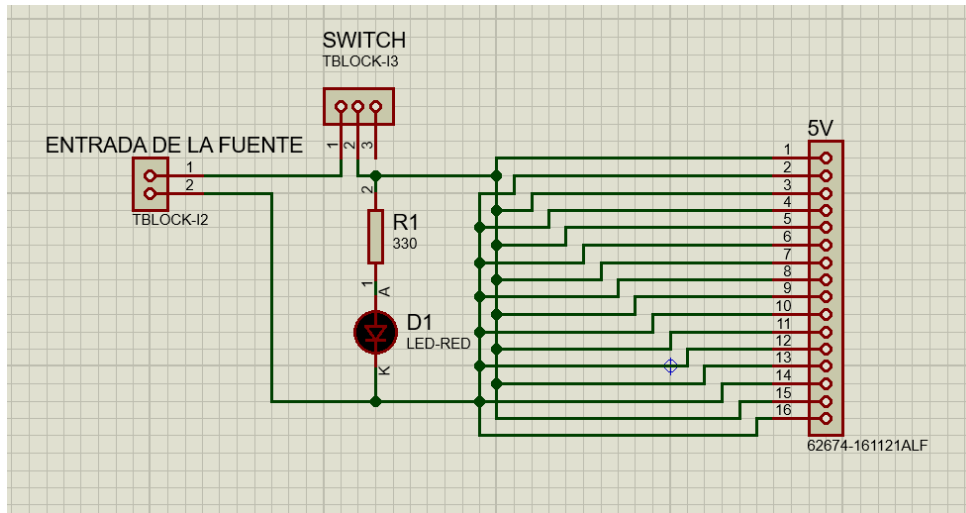 SWITCH
TBLOCK-I3
1
2
3
ENTRADA DE LA FUENTE
1
2
TBLOCK-I2
2
R1
330
1
A
D1
LED-RED
K
5V
1
2
3
4
5
6
7
8
9
10
11
12
13
14
15
16
62674-161121ALF